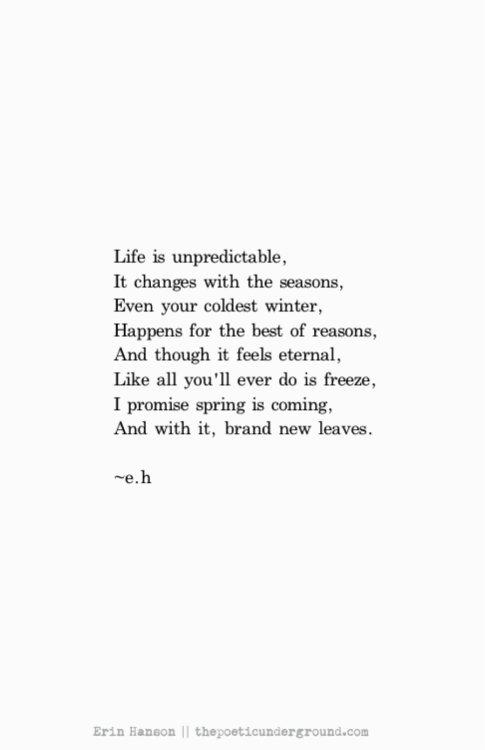 Life is unpredictable,
It changes with the seasons,
Even your coldest winter,
Happens for the best of reasons,
And though it feels eternal,
Like all you'll ever do is freeze,
I promise spring is coming,
And with it, brand new leaves.
~e.h
Erin Hanson || thepoeticunderground.com